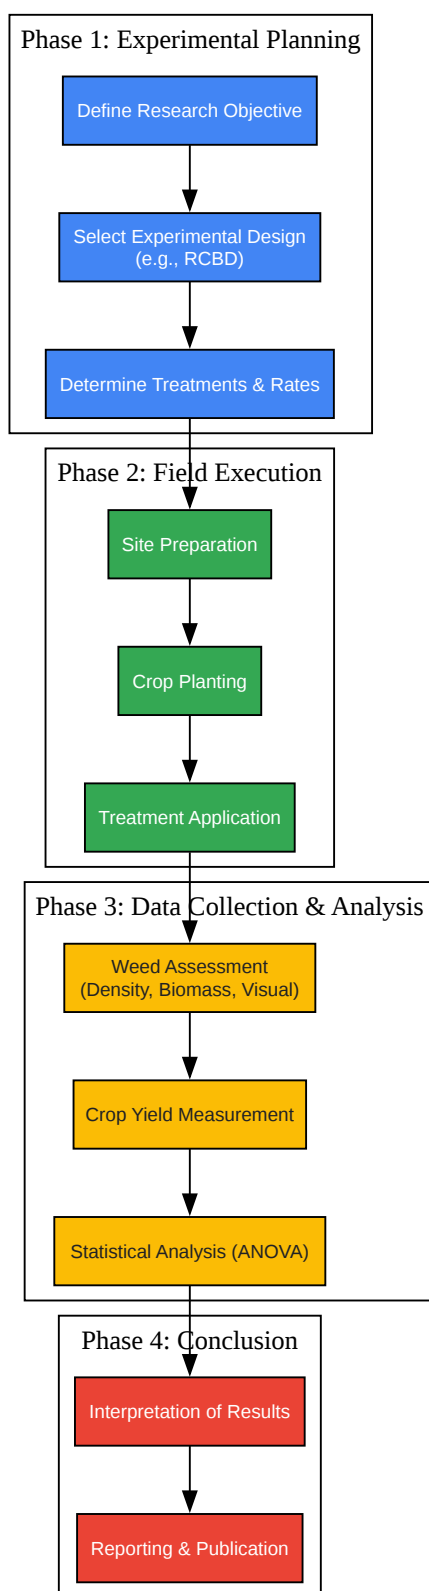 Phase 1: Experimental Planning
Define Research Objective
Select Experimental Design
(e.g., RCBD)
Determine Treatments & Rates
Phase 2: Field Execution
Site Preparation
Crop Planting
Treatment Application
Phase 3: Data Collection & Analysis
Weed Assessment
(Density, Biomass, Visual)
Crop Yield Measurement
Statistical Analysis (ANOVA)
Phase 4: Conclusion
Interpretation of Results
Reporting & Publication